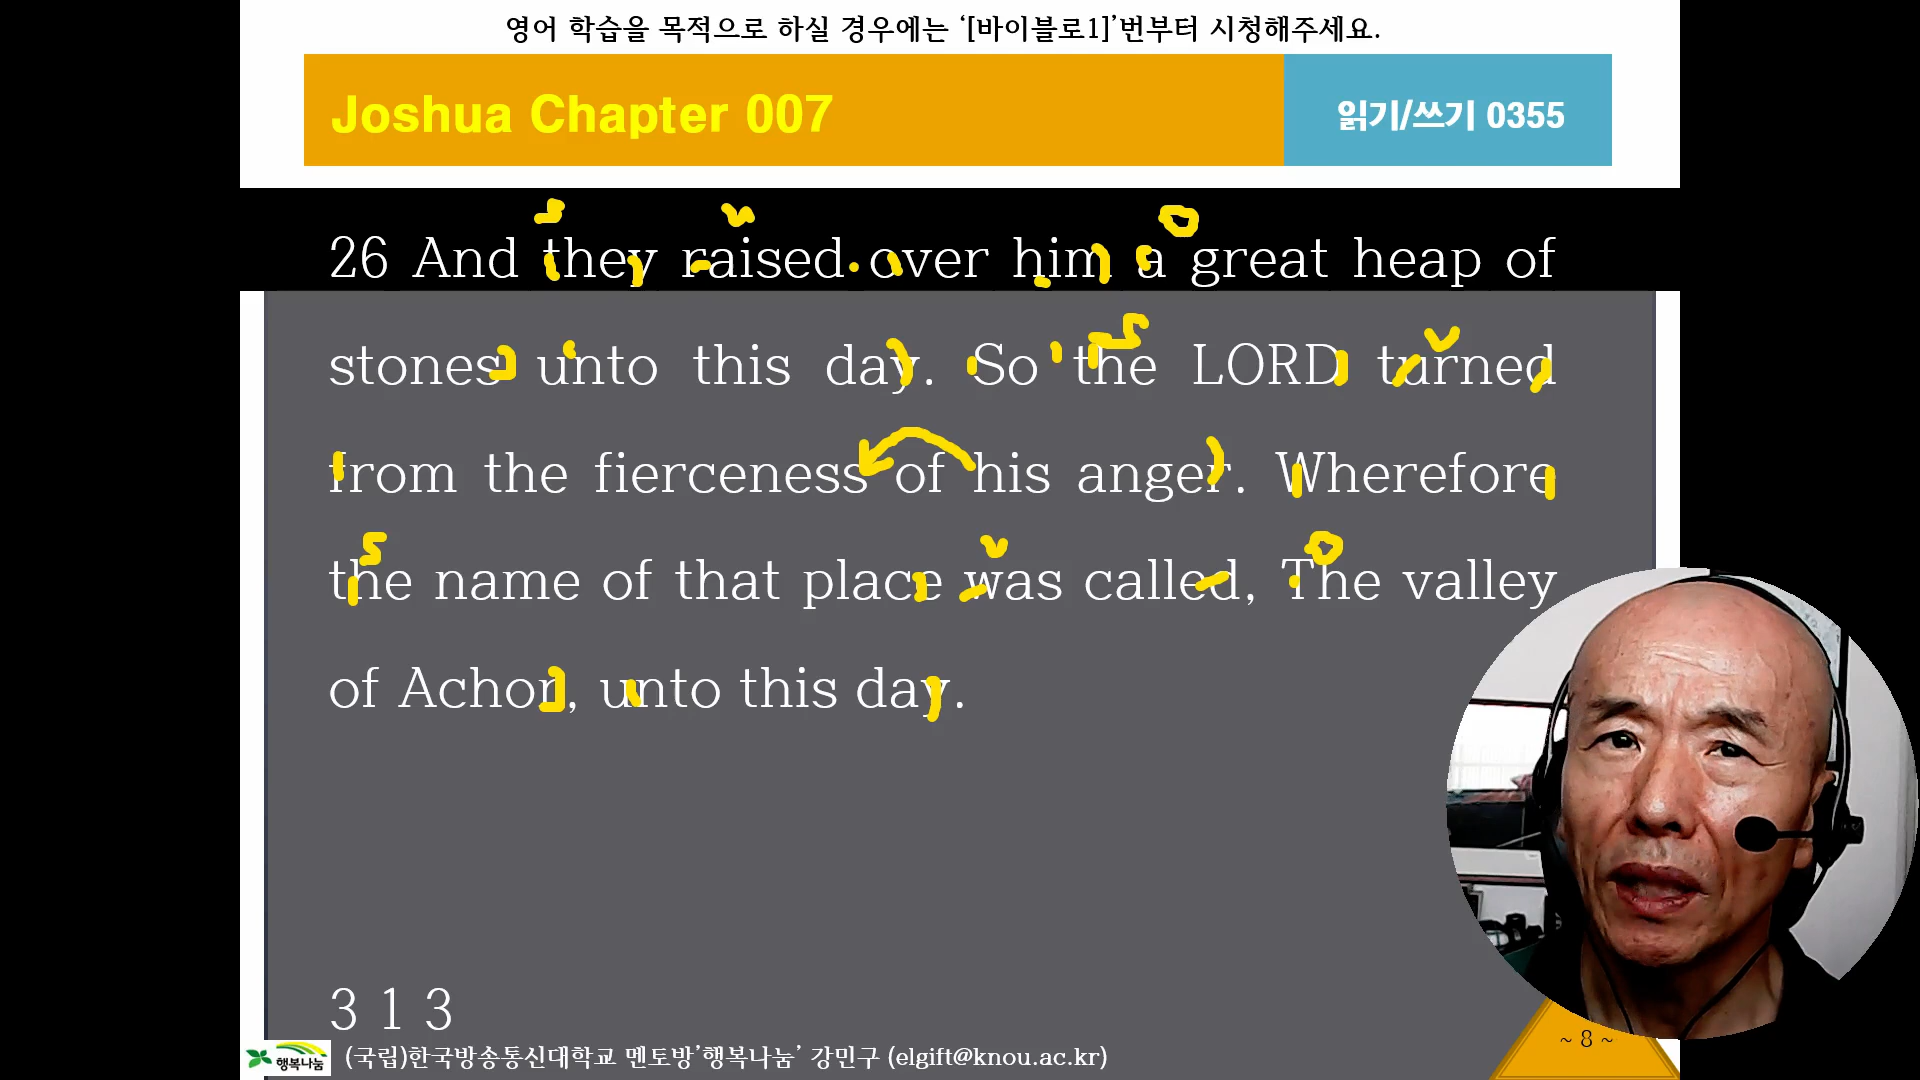 영어 학습을 목적으로 하실 경우에는 ‘[바이블로1]’번부터 시청해주세요.
Joshua Chapter 007
읽기/쓰기 0355
26 And they raised over him a great heap of
stones unto this day. So the LORD turned
from the fierceness of his anger. Wherefore
the name of that place was called, The valley
of Achor, unto this day.
3 1 3
행복나눔 (국립)한국방송통신대학교 멘토방’행복나눔’ 강민구 (elgift@knou.ac.kr)
~ 8 ~